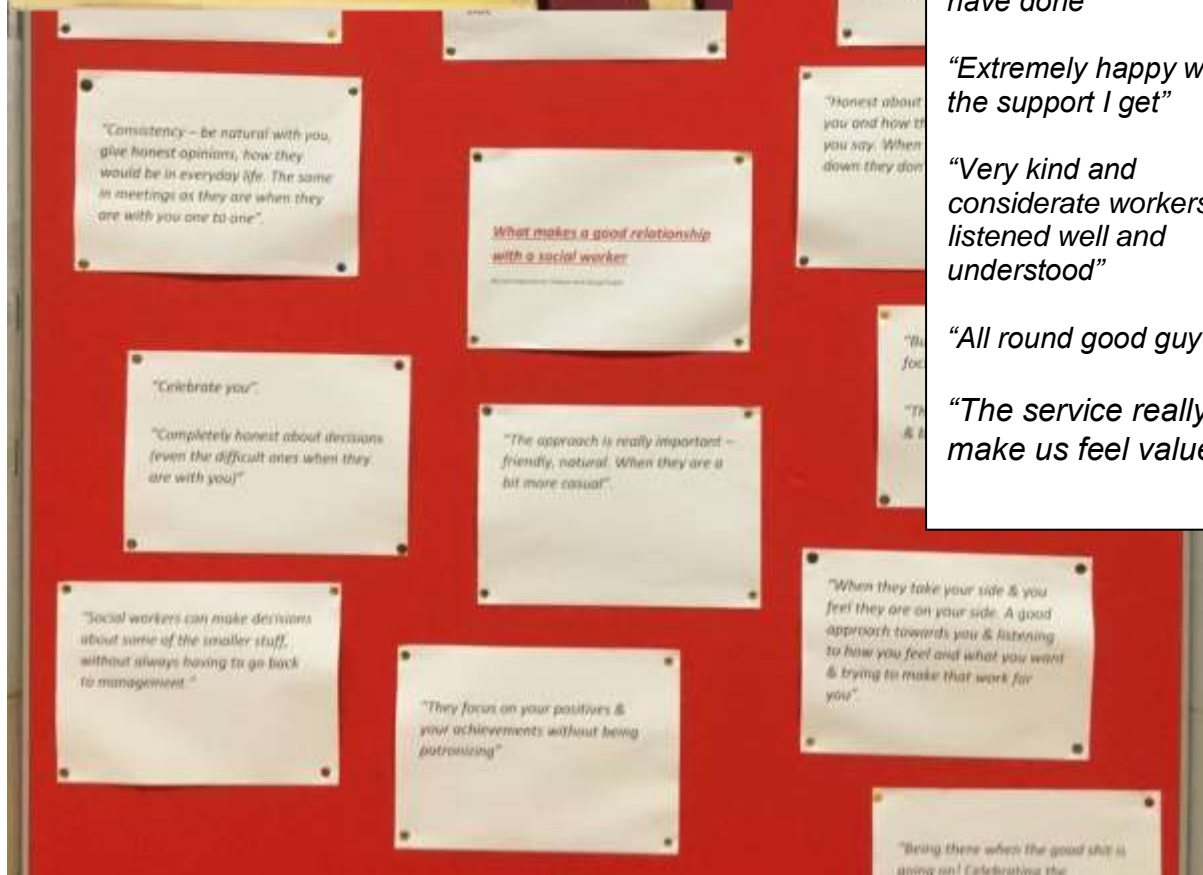 "Consistency – be natural with you,
give honest opinions, how they
would be in everyday life. The same
in meetings as they are when they
are with you one to one".
What makes a good relationship
with a social worker
"Honest about
you and how th
you say. When
down they don
"Celebrate you".
"Completely honest about decisions
(even the difficult ones when they
are with you)"
"The approach is really important –
friendly, natural. When they are a
bit more casual".
"Bu
foc
"Th
"Social workers can make decisions
about some of the smaller stuff,
without always having to go back
to management."
"They focus on your positives &
your achievements without being
patronizing"
"When they take your side & you
feel they are on your side. A good
approach towards you & listening
to how you feel and what you want
& trying to make that work for
you".
"Being there when the good shit is
going on! Celebrating the
have done
“Extremely happy w
the support I get”
“Very kind and
considerate workers
listened well and
understood”
“All round good guy
“The service really
make us feel value